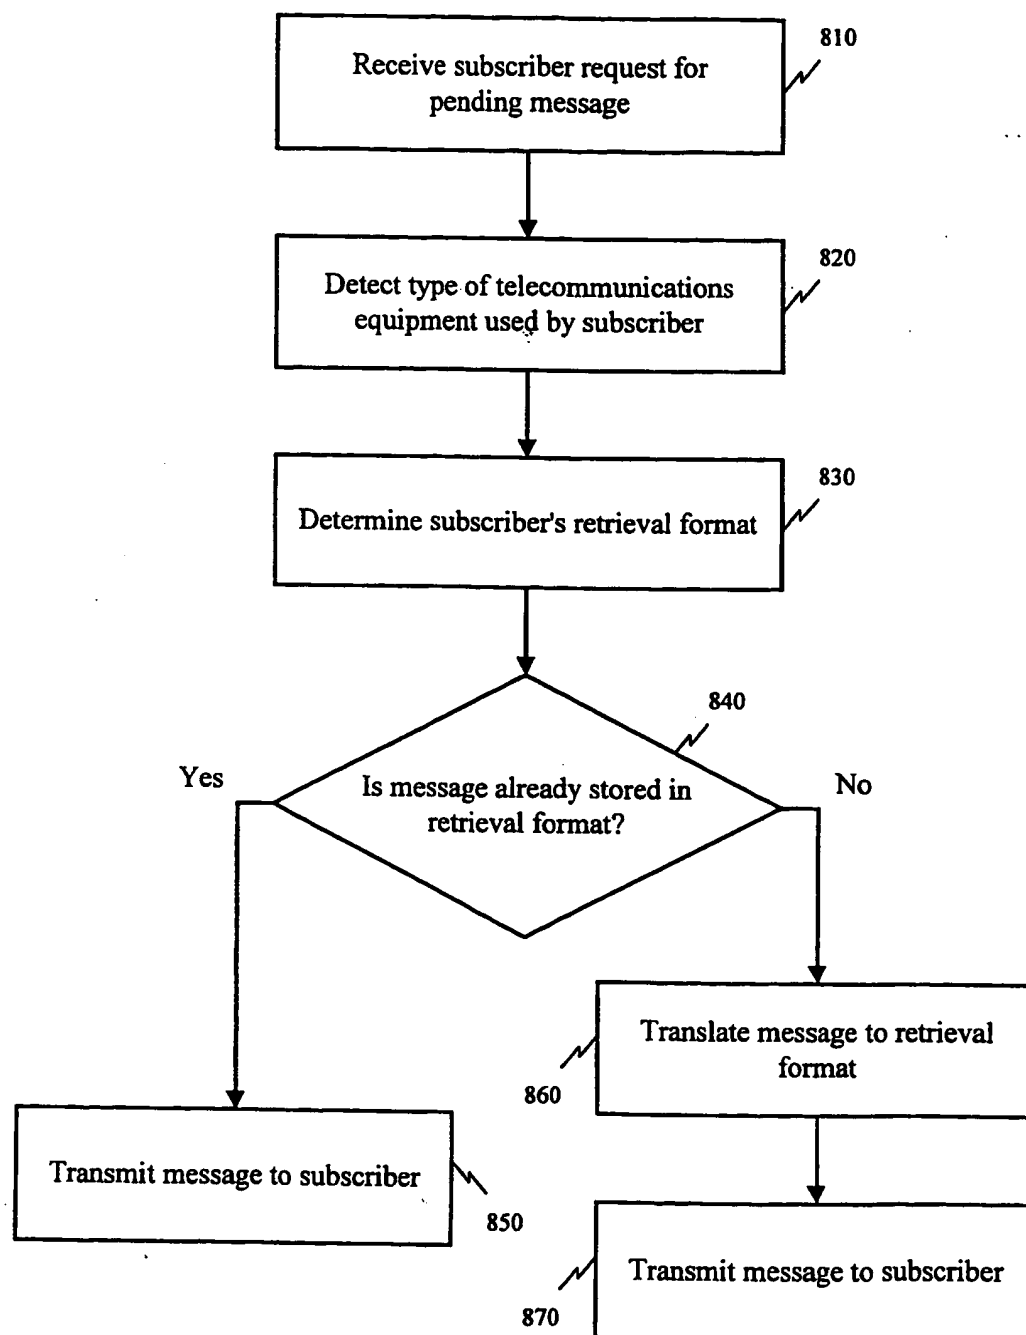 810
Receive subscriber request for
pending message
820
Detect type of telecommunications
equipment used by subscriber
830
Determine subscriber's retrieval format
840
Yes
Is message already stored in
retrieval format?
No
Translate message to retrieval
format
860
Transmit message to subscriber
850
Transmit message to subscriber
870